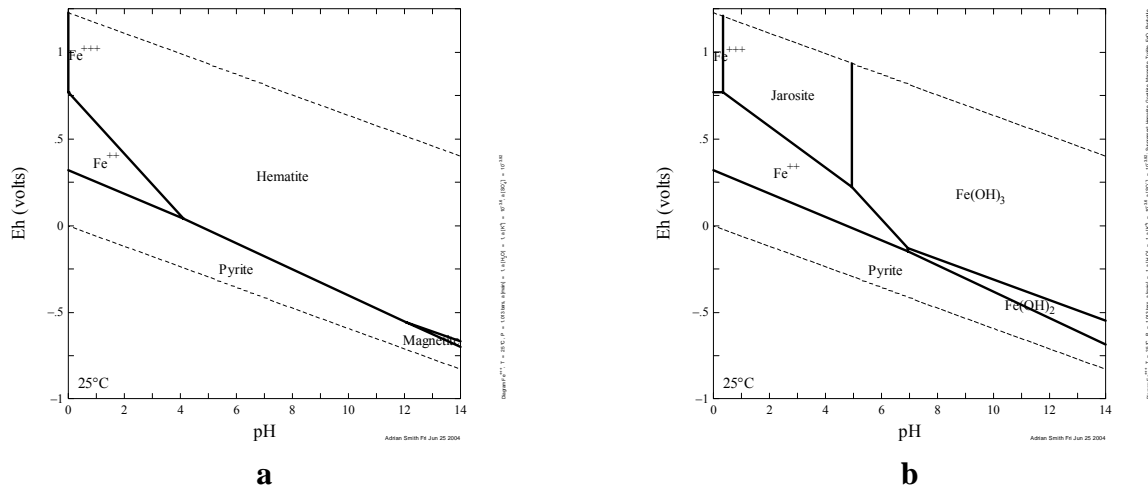 Fe+++
Fe++
Hematite
Pyrite
Magnetite
25°C
1
.5
0
–.5
–1
0
2
4
6
8
10
12
14
Eh (volts)
pH
Adrian Smith Fri Jun 25 2004
a
Fe+++
Jarosite
Fe++
Fe(OH)3
Pyrite
Fe(OH)2
25°C
1
.5
0
–.5
–1
0
2
4
6
8
10
12
14
Eh (volts)
pH
Adrian Smith Fri Jun 25 2004
b